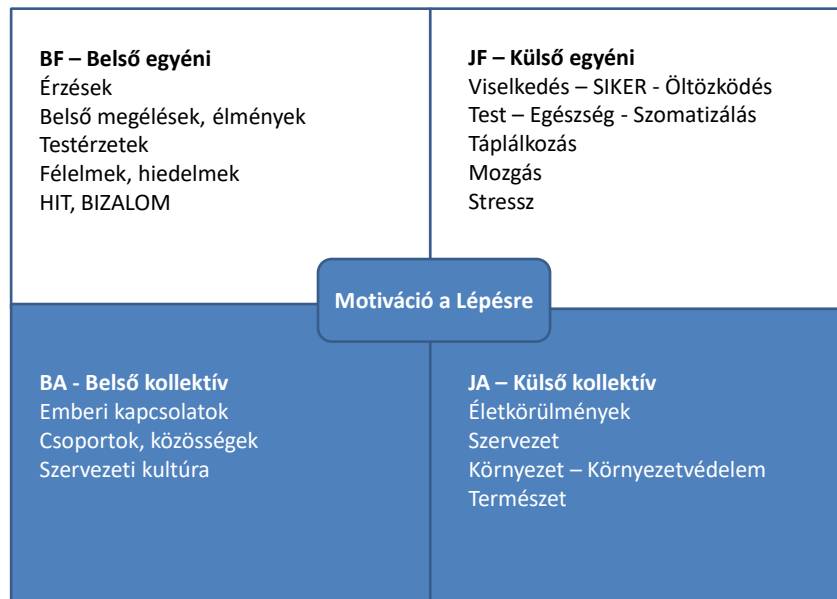 BF – Belső egyéni
Érzések
Belső megélések, élmények
Testérzetek
Félelmek, hiedelmek
HIT, BIZALOM
JF – Külső egyéni
Viselkedés – SIKER - Öltözködés
Test – Egészség - Szomatizálás
Táplálkozás
Mozgás
Stressz
Motiváció a Lépésre
BA - Belső kollektív
Emberi kapcsolatok
Csoportok, közösségek
Szervezeti kultúra
JA – Külső kollektív
Életkörülmények
Szervezet
Környezet – Környezetvédelem
Természet